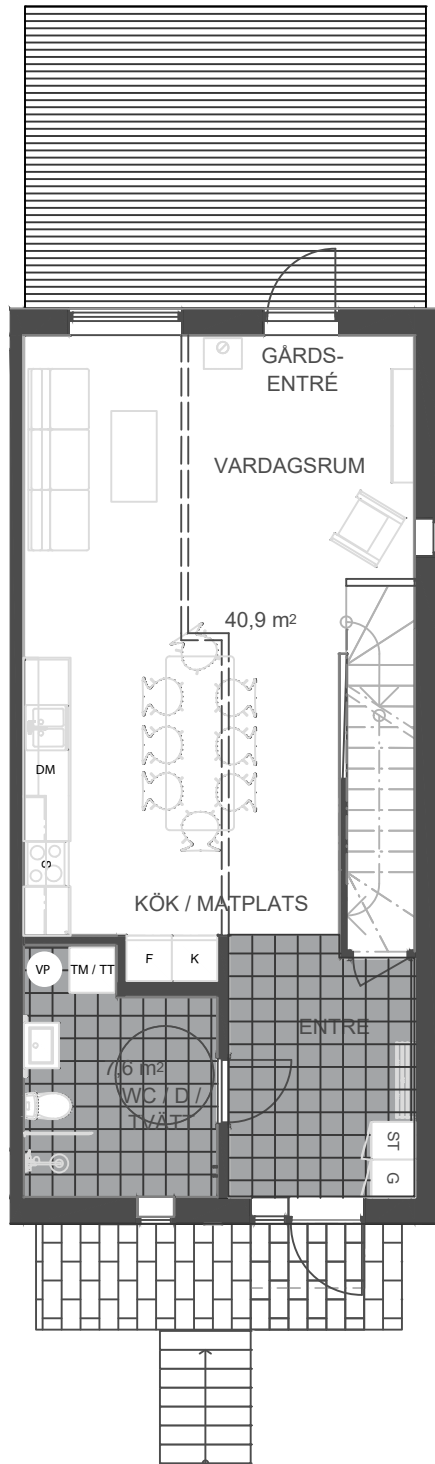 GÅRDS-
ENTRÉ
VARDAGSRUM
40,9 m²
DM
S
KÖK / MATPLATS
F
K
VP
TM / TT
ENTRE
7,6 m²
WC / D /
TVÄTT
ST
G